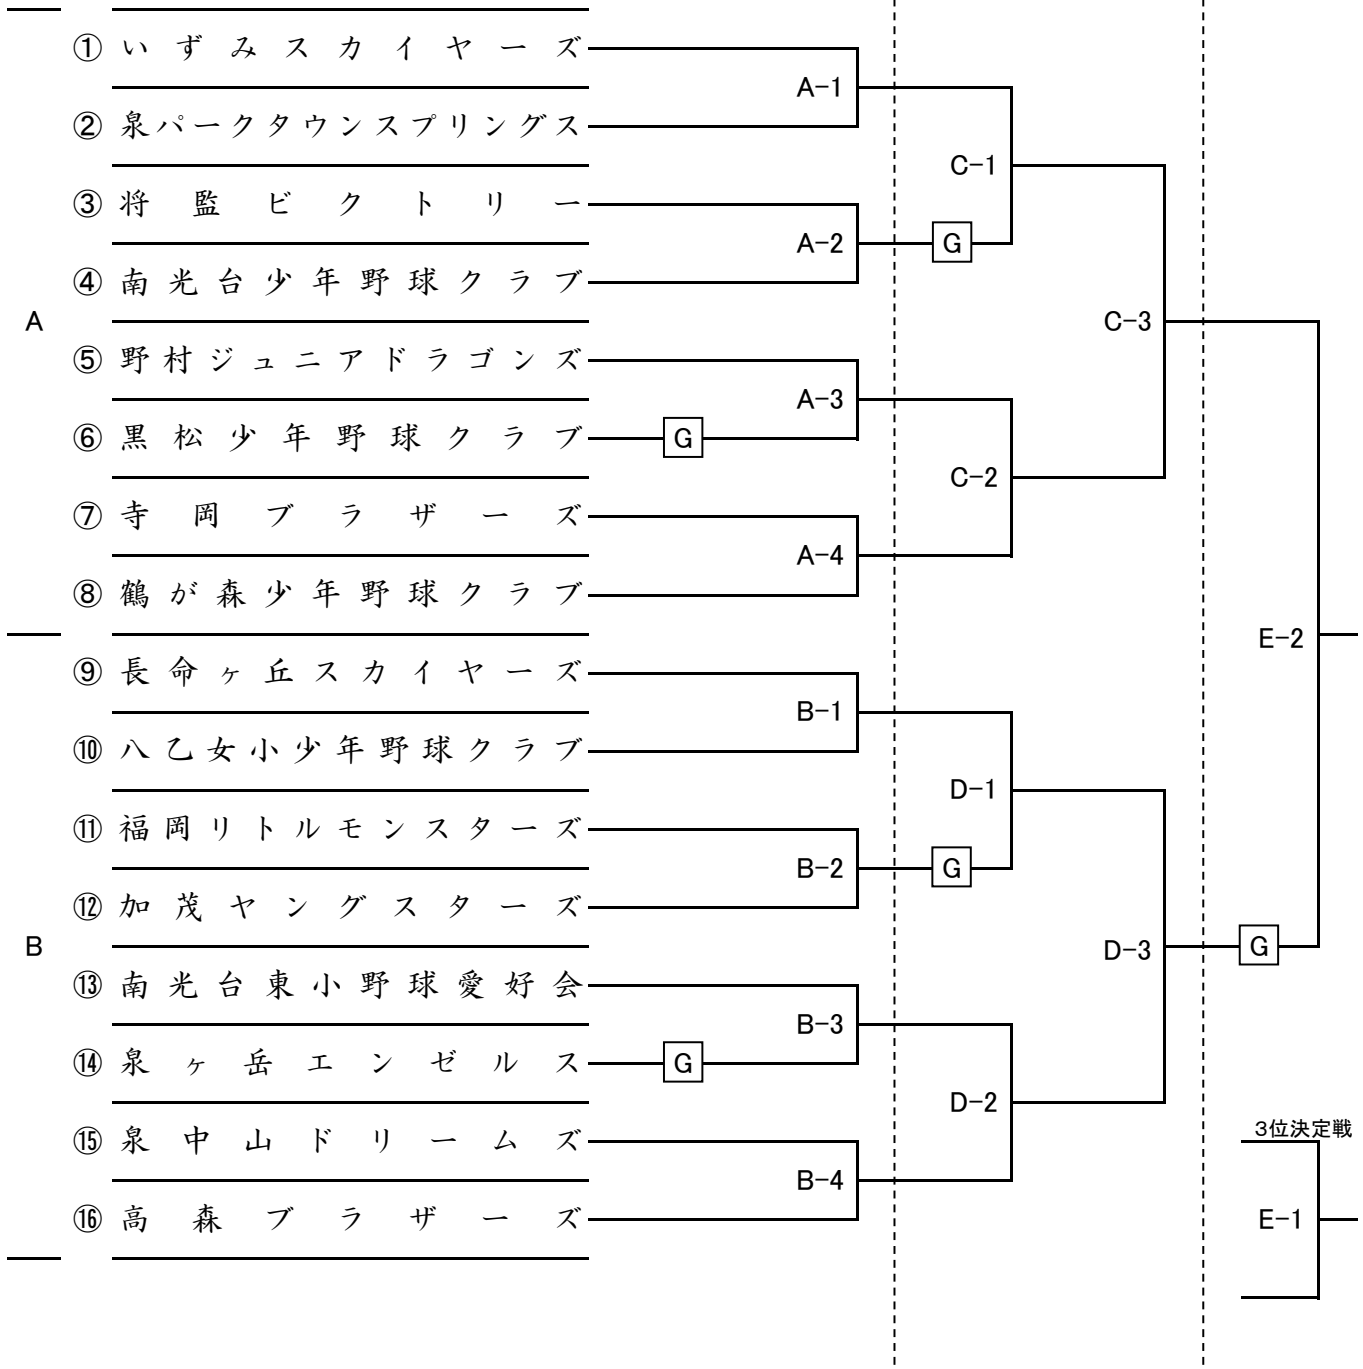 ① いずみスカイヤーズ
A-1
② 泉パークタウンスプリングス
C-1
③ 将監ビクトリー
A-2 G
④ 南光台少年野球クラブ
A
C-3
⑤ 野村ジュニアドラゴンズ
A-3
⑥ 黒松少年野球クラブ G
C-2
⑦ 寺岡ブラザーズ
A-4
⑧ 鶴が森少年野球クラブ
E-2
⑨ 長命ヶ丘スカイヤーズ
B-1
⑩ 八乙女小少年野球クラブ
D-1
⑪ 福岡リトルモンスターズ
B-2 G
⑫ 加茂ヤングスターズ
B
D-3 G
⑬ 南光台東小野球愛好会
B-3
⑭ 泉ヶ岳エンゼルス G
D-2
⑮ 泉中山ドリームズ
3位決定戦
B-4
⑯ 高森ブラザーズ
E-1